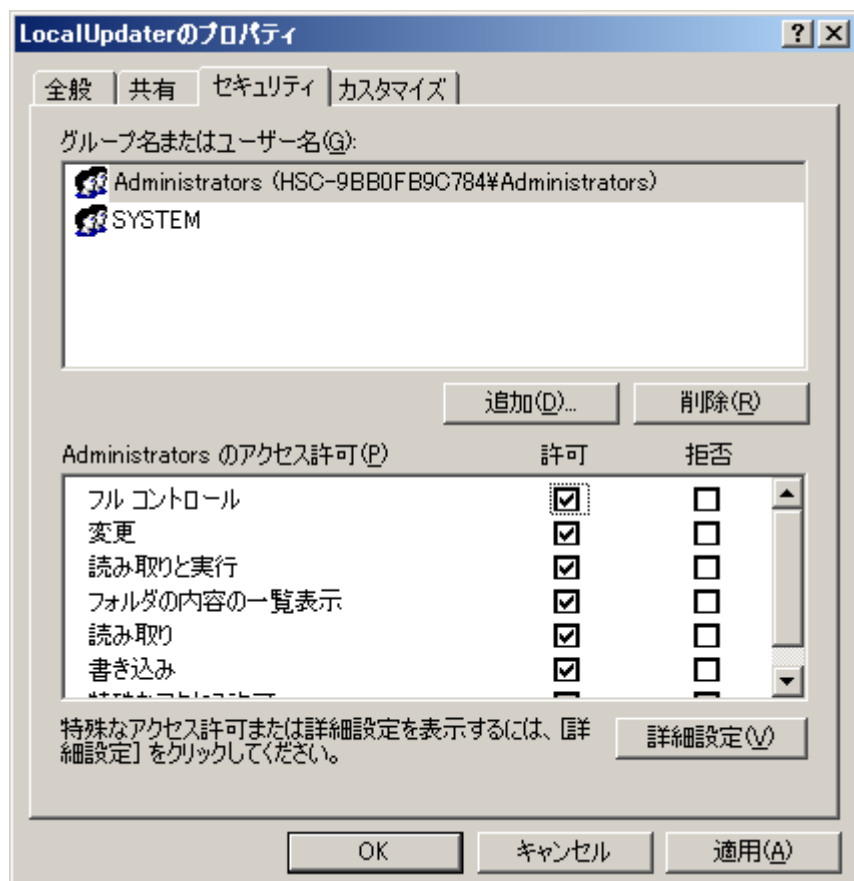 LocalUpdaterのプロパティ
全般 共有 セキュリティ カスタマイズ
グループ名またはユーザー名(G):
Administrators (HSC-9BB0FB9C784¥Administrators)
SYSTEM
追加(D)... 削除(R)
Administrators のアクセス許可(P) 許可 拒否
フル コントロール
変更
読み取りと実行
フォルダの内容の一覧表示
読み取り
書き込み
特殊なアクセス許可または詳細設定を表示するには、[詳
細設定] をクリックしてください。
詳細設定(V)
OK キャンセル 適用(A)